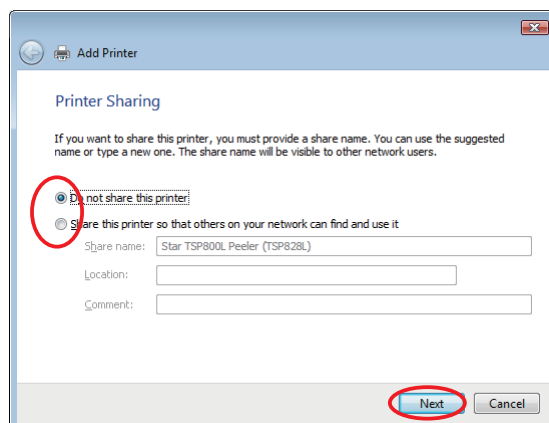 Add Printer
Printer Sharing
If you want to share this printer, you must provide a share name. You can use the suggested
name or type a new one. The share name will be visible to other network users.
Do not share this printer
Share this printer so that others on your network can find and use it
Share name: Star TSP800L Peeler (TSP828L)
Location:
Comment:
Next Cancel